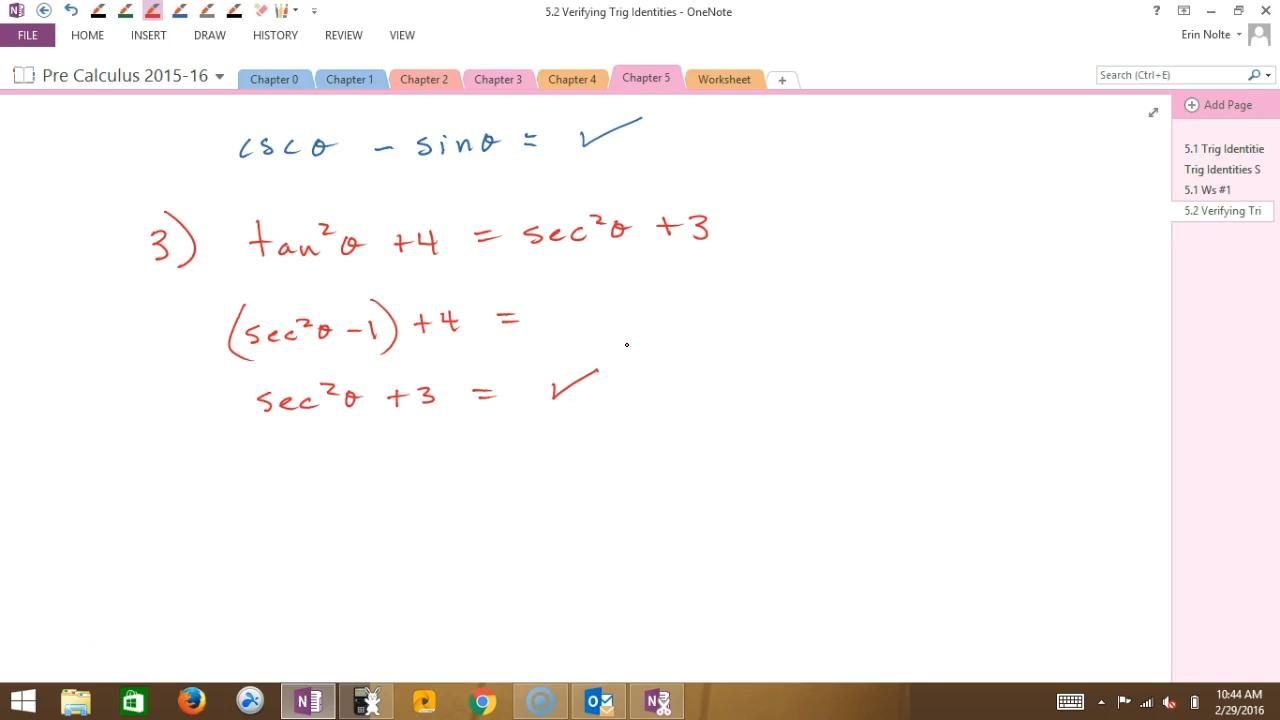 5.2 Verifying Trig Identities - OneNote
?
FILE HOME INSERT DRAW HISTORY REVIEW VIEW
Erin Nolte
Pre Calculus 2015-16
Chapter 0 Chapter 1 Chapter 2 Chapter 3 Chapter 4 Chapter 5 Worksheet +
Search (Ctrl+E)
Add Page
5.1 Trig Identitie
Trig Identities S
5.1 Ws #1
5.2 Verifying Tri
cscθ - sinθ = ✓
3) tan²θ +4 = sec²θ +3
(sec²θ -1) +4 =
sec²θ +3 = ✓
10:44 AM
2/29/2016